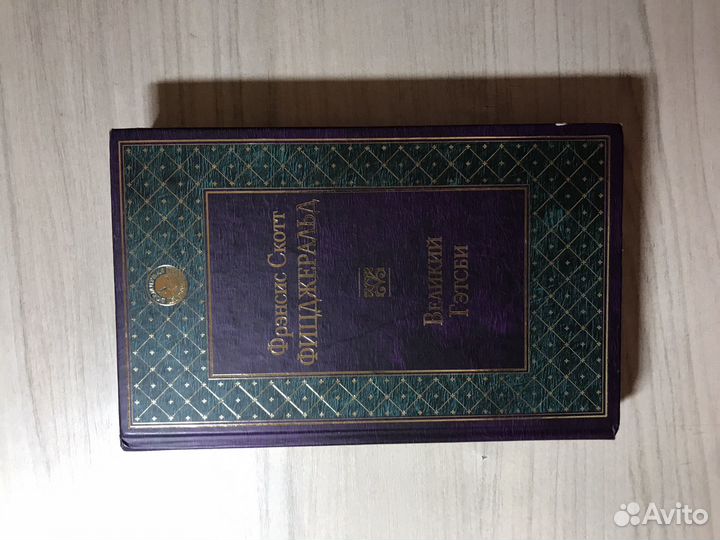 Фрэнсис Скотт
ФИЦДЖЕРАЛЬД
ВЕЛИКИЙ
ГЭТСБИ
Avito